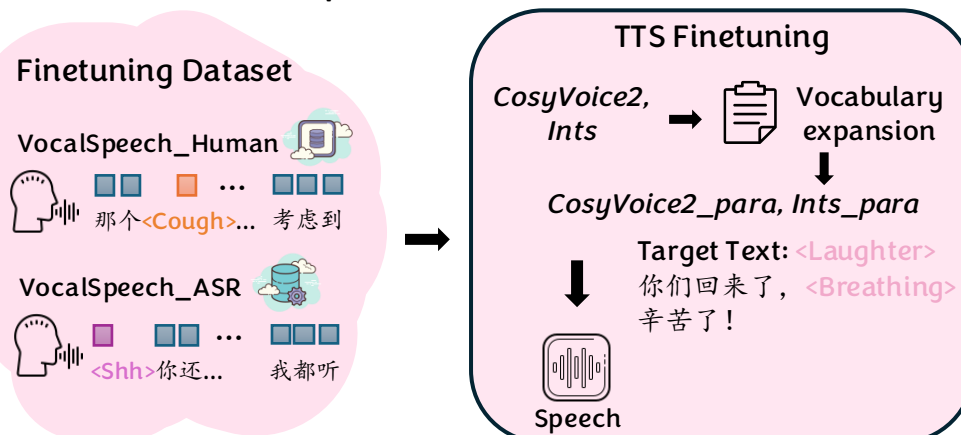 Finetuning Dataset
VocalSpeech_Human
...
那个<Cough>... 考虑到
VocalSpeech_ASR
...
<Shh>你还... 我都听
TTS Finetuning
CosyVoice2,
Ints
Vocabulary
expansion
CosyVoice2_para, Ints_para
Target Text: <Laughter>
你们回来了，<Breathing>
辛苦了！
Speech